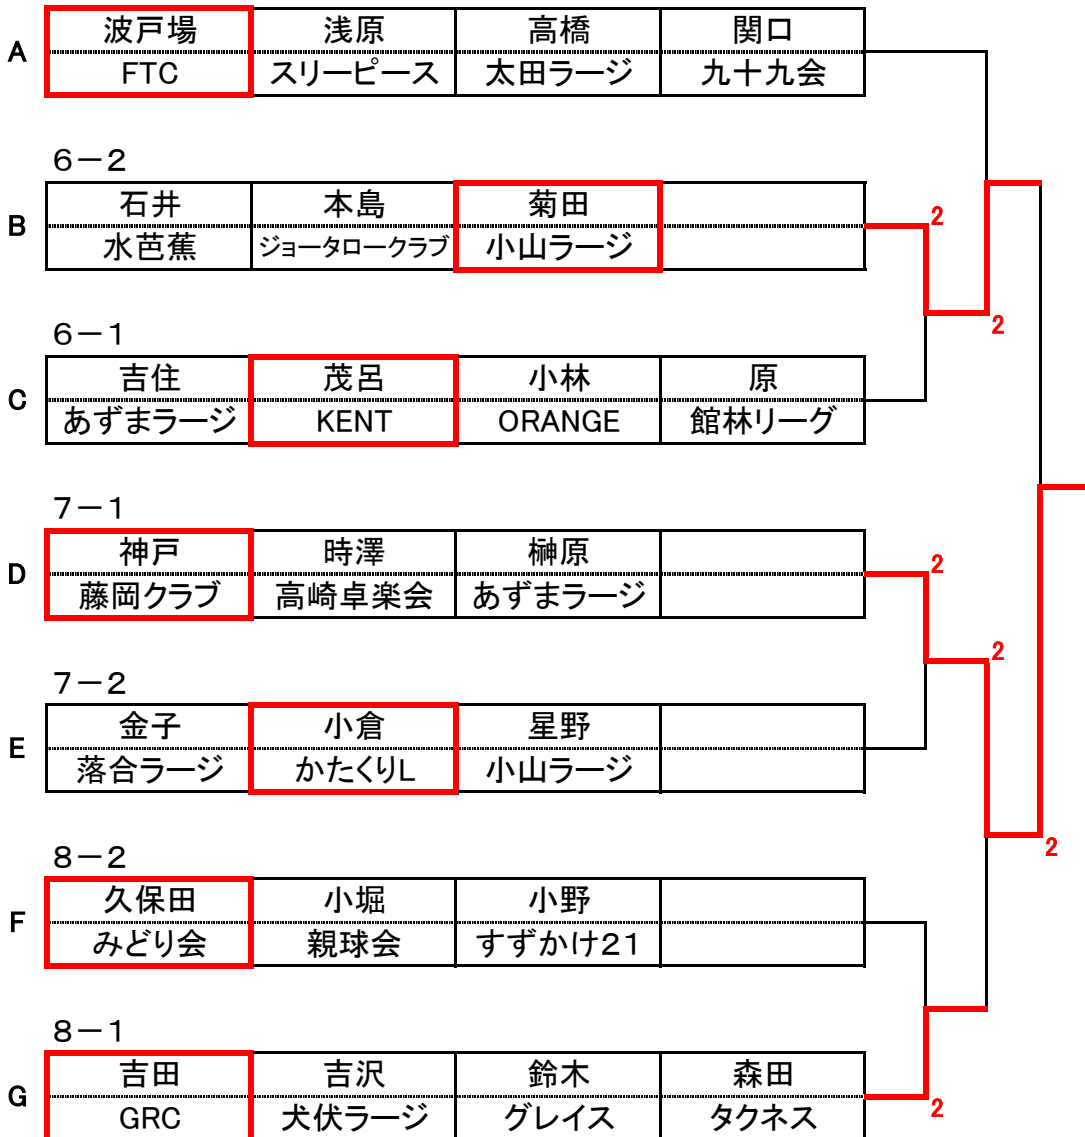 A
波戸場 浅原 高橋 関口
FTC スリーピース 太田ラージ 九十九会
6-2
B
石井 本島 菊田
水芭蕉 ジョータロークラブ 小山ラージ
2
2
6-1
C
吉住 茂呂 小林 原
あずまラージ KENT ORANGE 館林リーグ
7-1
D
神戸 時澤 榊原
藤岡クラブ 高崎卓楽会 あずまラージ
2
2
7-2
E
金子 小倉 星野
落合ラージ かたくりL 小山ラージ
2
8-2
F
久保田 小堀 小野
みどり会 親球会 すずかけ21
8-1
G
吉田 吉沢 鈴木 森田
GRC 犬伏ラージ グレイス タクネス
2